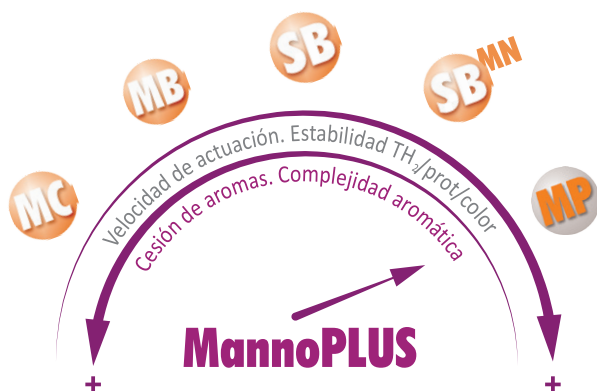 MC
MB
SB
SB MN
MP
Velocidad de actuación. Estabilidad TH₂/prot/color
Cesión de aromas. Complejidad aromática
MannoPLUS
+
+